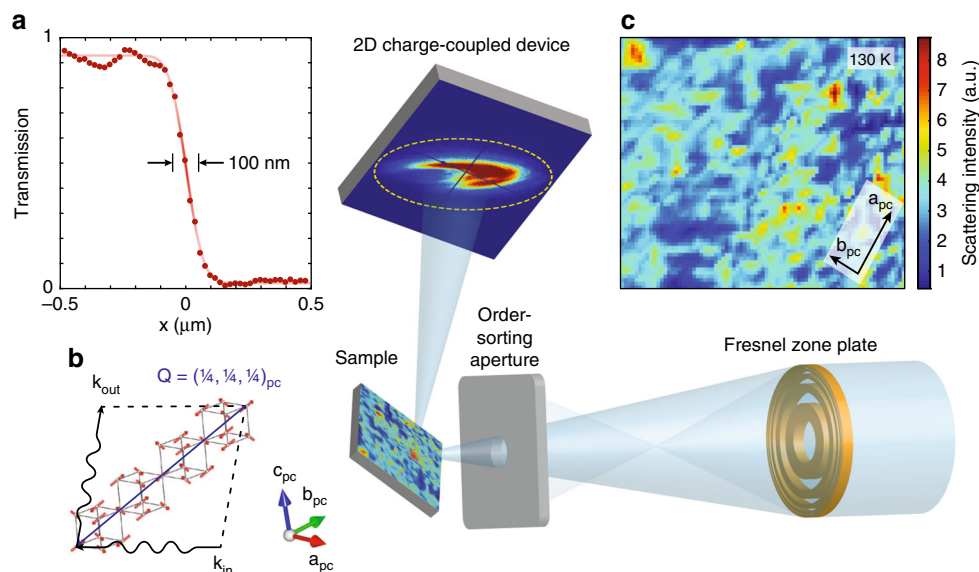 a
1
Transmission
0
100 nm
–0.5
0
0.5
x (μm)
2D charge-coupled device
c
130 K
a_pc
b_pc
8
7
6
5
4
3
2
1
Scattering intensity (a.u.)
b
k_out
Q = (¼, ¼, ¼)_pc
k_in
c_pc
b_pc
a_pc
Sample
Order-
sorting
aperture
Fresnel zone plate